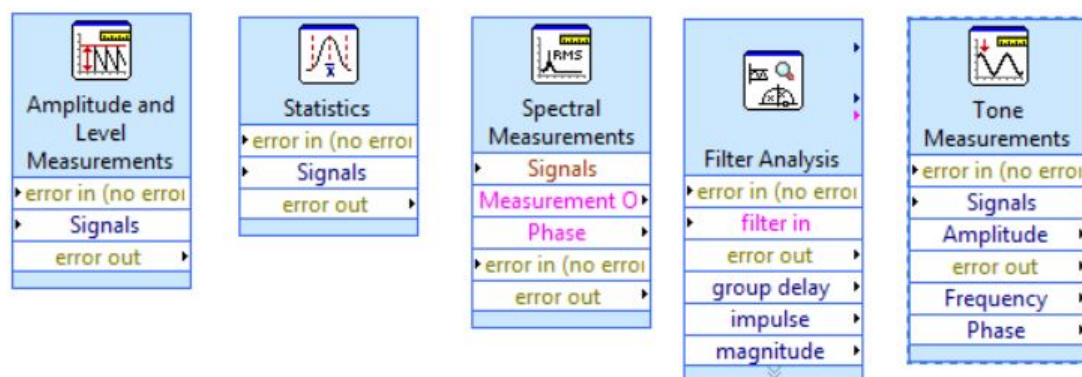 Amplitude and
Level
Measurements
error in (no error
Signals
error out
x̄
Statistics
error in (no error
Signals
error out
RMS
Spectral
Measurements
Signals
Measurement O
Phase
error in (no error
error out
Filter Analysis
error in (no error
filter in
error out
group delay
impulse
magnitude
Tone
Measurements
error in (no error
Signals
Amplitude
error out
Frequency
Phase